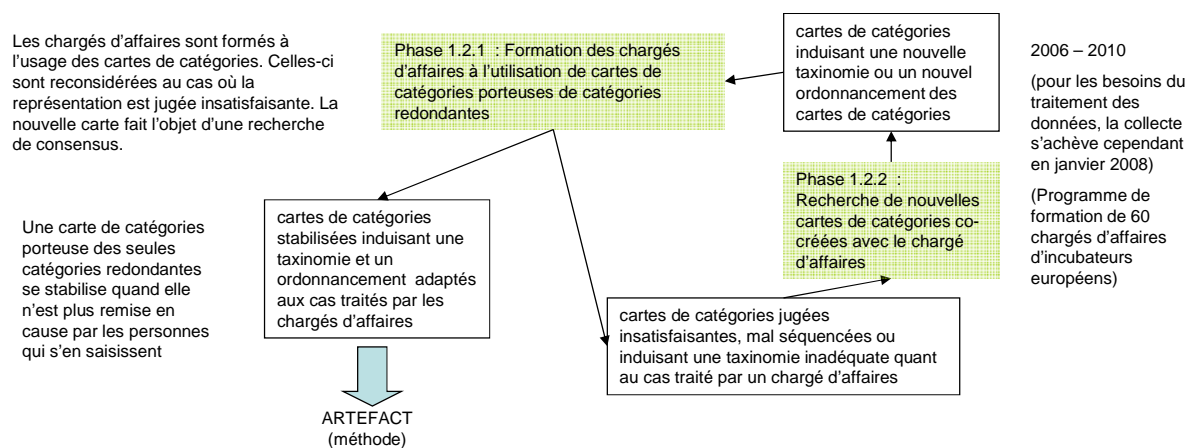 Les chargés d'affaires sont formés à
l'usage des cartes de catégories. Celles-ci
sont reconsidérées au cas où la
représentation est jugée insatisfaisante. La
nouvelle carte fait l'objet d'une recherche
de consensus.
Phase 1.2.1 : Formation des chargés
d'affaires à l'utilisation de cartes de
catégories porteuses de catégories
redondantes
cartes de catégories
induisant une nouvelle
taxinomie ou un nouvel
ordonnancement des
cartes de catégories
2006 – 2010
(pour les besoins du
traitement des
données, la collecte
s'achève cependant
en janvier 2008)
(Programme de
formation de 60
chargés d'affaires
d'incubateurs
européens)
Phase 1.2.2 :
Recherche de nouvelles
cartes de catégories co-
créées avec le chargé
d'affaires
Une carte de catégories
porteuse des seules
catégories redondantes
se stabilise quand elle
n'est plus remise en
cause par les personnes
qui s'en saisissent
cartes de catégories
stabilisées induisant une
taxinomie et un
ordonnancement adaptés
aux cas traités par les
chargés d'affaires
cartes de catégories jugées
insatisfaisantes, mal séquencées ou
induisant une taxinomie inadéquate quant
au cas traité par un chargé d'affaires
ARTEFACT
(méthode)